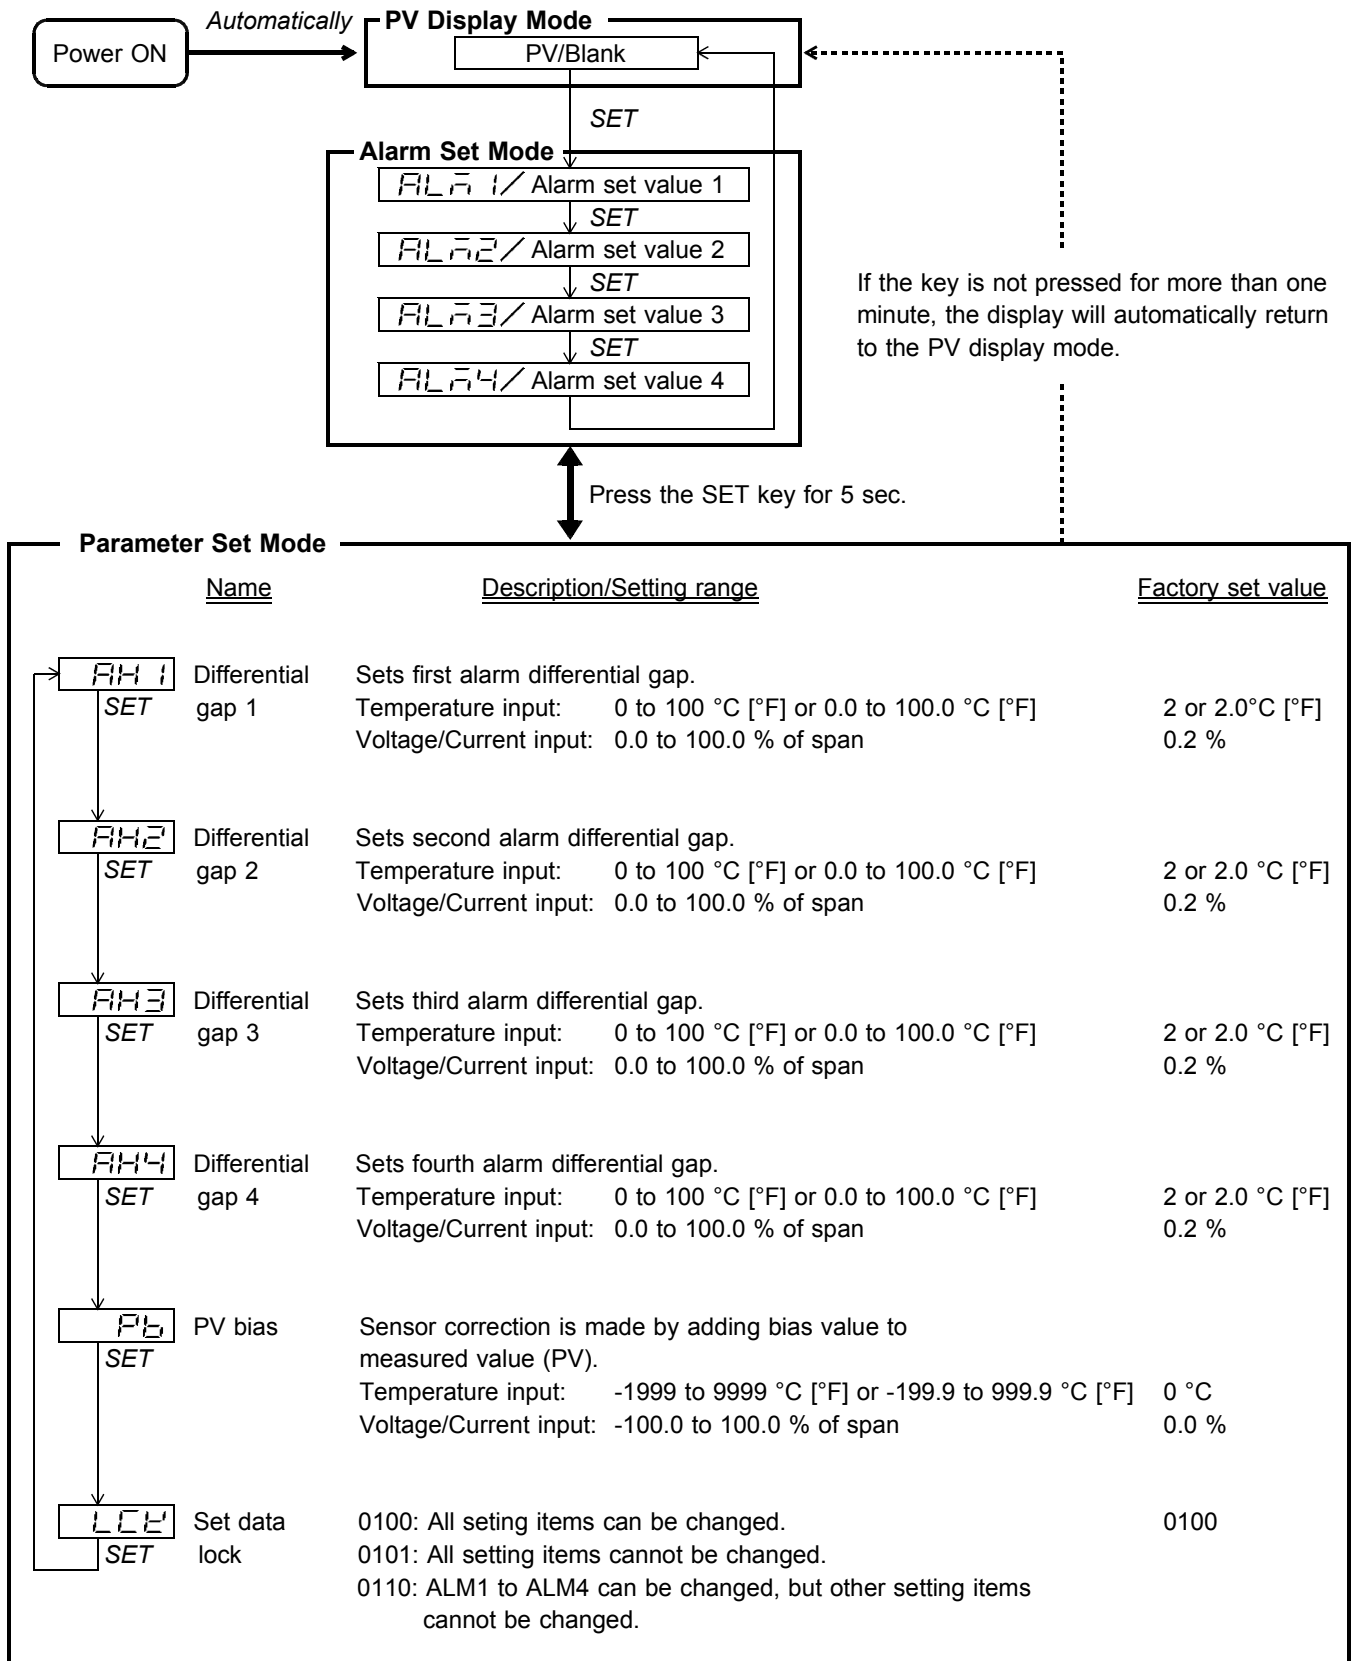 Automatically
PV Display Mode
Power ON
PV/Blank
SET
Alarm Set Mode
ALM1/ Alarm set value 1
SET
ALM2/ Alarm set value 2
SET
ALM3/ Alarm set value 3
SET
ALM4/ Alarm set value 4
If the key is not pressed for more than one
minute, the display will automatically return
to the PV display mode.
Press the SET key for 5 sec.
Parameter Set Mode
Name Description/Setting range Factory set value
AH1 Differential Sets first alarm differential gap.
SET gap 1 Temperature input: 0 to 100 °C [°F] or 0.0 to 100.0 °C [°F] 2 or 2.0°C [°F]
Voltage/Current input: 0.0 to 100.0 % of span 0.2 %
AH2 Differential Sets second alarm differential gap.
SET gap 2 Temperature input: 0 to 100 °C [°F] or 0.0 to 100.0 °C [°F] 2 or 2.0 °C [°F]
Voltage/Current input: 0.0 to 100.0 % of span 0.2 %
AH3 Differential Sets third alarm differential gap.
SET gap 3 Temperature input: 0 to 100 °C [°F] or 0.0 to 100.0 °C [°F] 2 or 2.0 °C [°F]
Voltage/Current input: 0.0 to 100.0 % of span 0.2 %
AH4 Differential Sets fourth alarm differential gap.
SET gap 4 Temperature input: 0 to 100 °C [°F] or 0.0 to 100.0 °C [°F] 2 or 2.0 °C [°F]
Voltage/Current input: 0.0 to 100.0 % of span 0.2 %
Pb PV bias Sensor correction is made by adding bias value to
SET measured value (PV).
Temperature input: -1999 to 9999 °C [°F] or -199.9 to 999.9 °C [°F] 0 °C
Voltage/Current input: -100.0 to 100.0 % of span 0.0 %
LCK Set data 0100: All seting items can be changed. 0100
SET lock 0101: All setting items cannot be changed.
0110: ALM1 to ALM4 can be changed, but other setting items
cannot be changed.